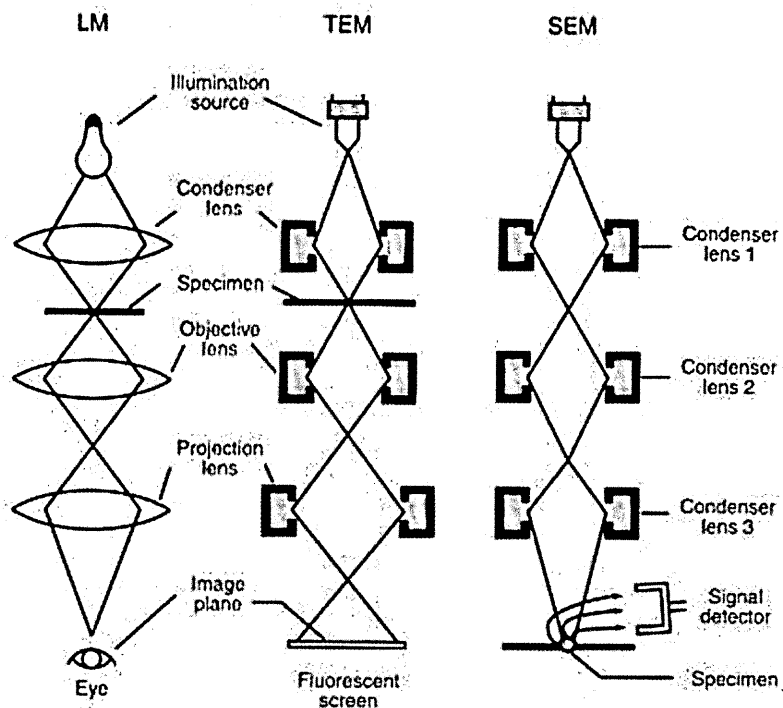 LM
TEM
SEM
Illumination
source
Condenser
lens
Condenser
lens 1
Specimen
Objective
lens
Condenser
lens 2
Projection
lens
Condenser
lens 3
Image
plane
Signal
detector
Eye
Fluorescent
screen
Specimen